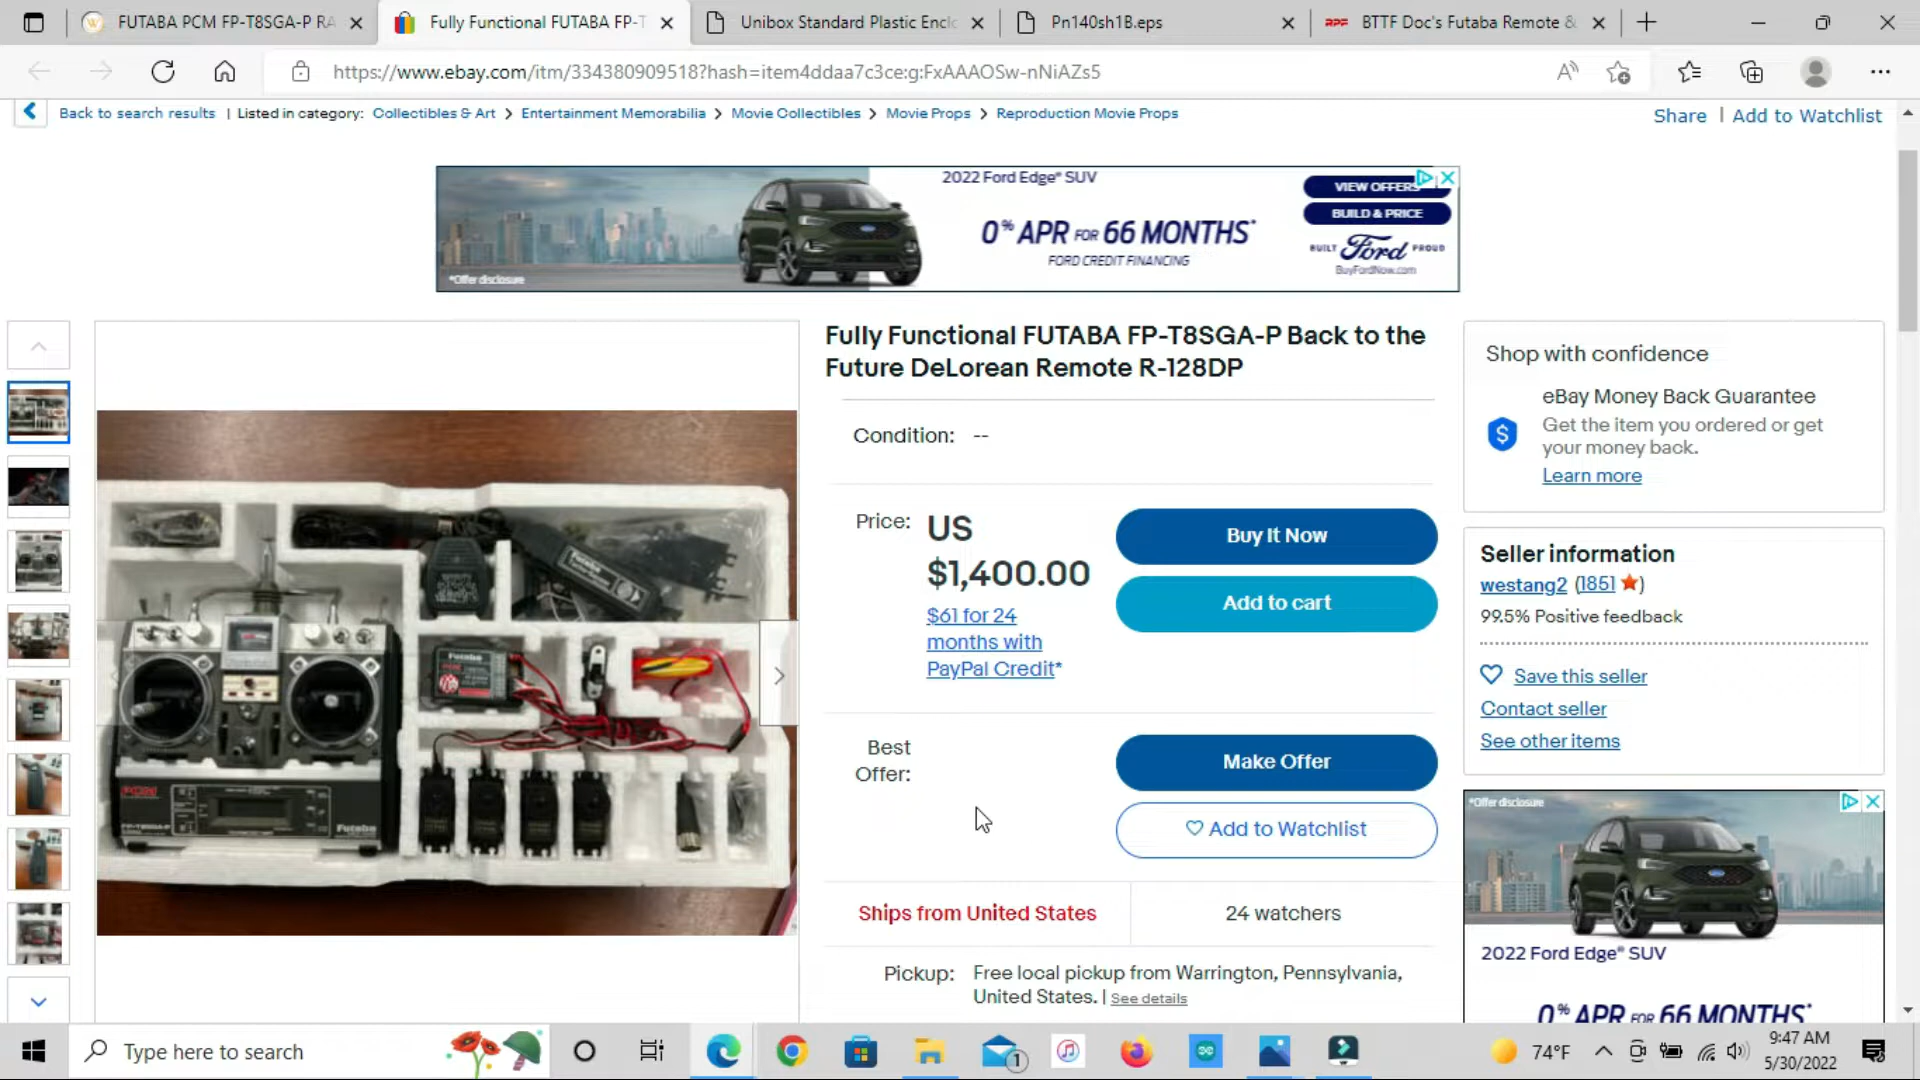 FUTABA PCM FP-T8SGA-P RA
Fully Functional FUTABA FP-T
Unibox Standard Plastic Encl
Pn140sh1B.eps
RPF BTTF Doc's Futaba Remote &
https://www.ebay.com/itm/334380909518?hash=item4ddaa7c3ce:g:FxAAAOSw-nNiAZs5
Back to search results | Listed in category: Collectibles & Art > Entertainment Memorabilia > Movie Collectibles > Movie Props > Reproduction Movie Props
Share | Add to Watchlist
2022 Ford Edge® SUV
0% APR FOR 66 MONTHS*
FORD CREDIT FINANCING
*Offer disclosure
VIEW OFFERS
BUILD & PRICE
BUILT Ford PROUD
BuyFordNow.com
Fully Functional FUTABA FP-T8SGA-P Back to the
Future DeLorean Remote R-128DP
Condition: --
Price: US
$1,400.00
$61 for 24
months with
PayPal Credit*
Buy It Now
Add to cart
Best
Offer:
Make Offer
Add to Watchlist
Ships from United States
24 watchers
Pickup: Free local pickup from Warrington, Pennsylvania,
United States. | See details
Shop with confidence
eBay Money Back Guarantee
Get the item you ordered or get
your money back.
Learn more
Seller information
westang2 (1851)
99.5% Positive feedback
Save this seller
Contact seller
See other items
*Offer disclosure
2022 Ford Edge® SUV
0% APR FOR 66 MONTHS*
Futaba
Futaba
FP-T8SGA-P
Futaba
Type here to search
1
74°F
9:47 AM
5/30/2022